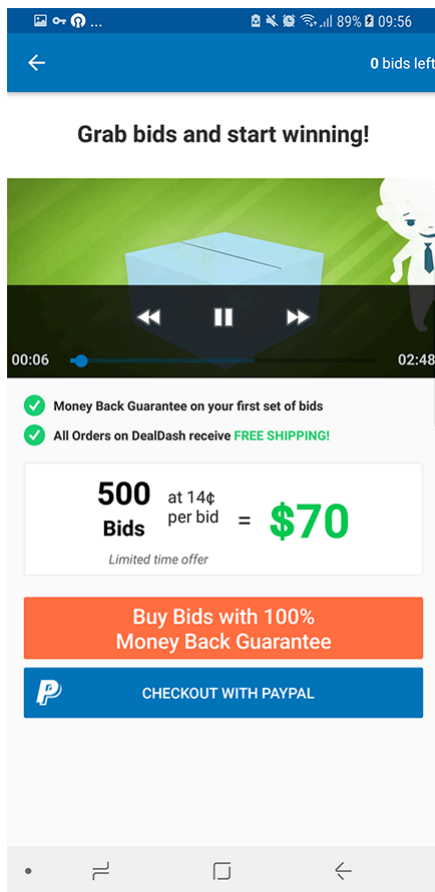 ... 89% 09:56
0 bids left
Grab bids and start winning!
00:06 02:48
Money Back Guarantee on your first set of bids
All Orders on DealDash receive FREE SHIPPING!
500 at 14¢
Bids per bid = $70
Limited time offer
Buy Bids with 100%
Money Back Guarantee
CHECKOUT WITH PAYPAL